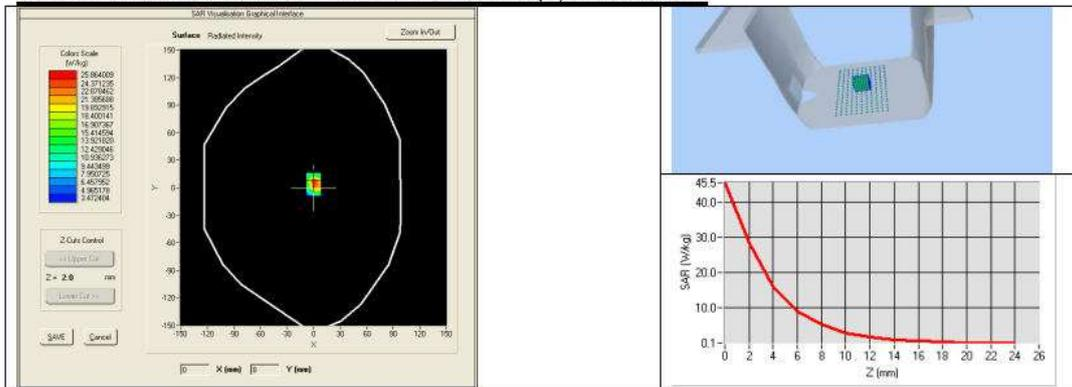 SAR Visualisation Graphical Interface
Surface Radiated Intensity
Zoom In/Out
Colors Scale
(W/kg)
25.864009
24.371235
22.878462
21.385688
19.892915
18.400141
16.907367
15.414594
13.921820
12.429046
10.936273
9.443499
7.950725
6.457952
4.965178
3.472404
150
120
90
60
30
0
-30
-60
-90
-120
-150
Y
-150 -120 -90 -60 -30 0 30 60 90 120 150
X
Z-Cuts Control
<< Upper Cut
Z = 2.0 mm
Lower Cut >>
SAVE Cancel
0 X (mm) 0 Y (mm)
45.5
40.0
30.0
20.0
10.0
0.1
SAR (W/kg)
0 2 4 6 8 10 12 14 16 18 20 22 24 26
Z (mm)